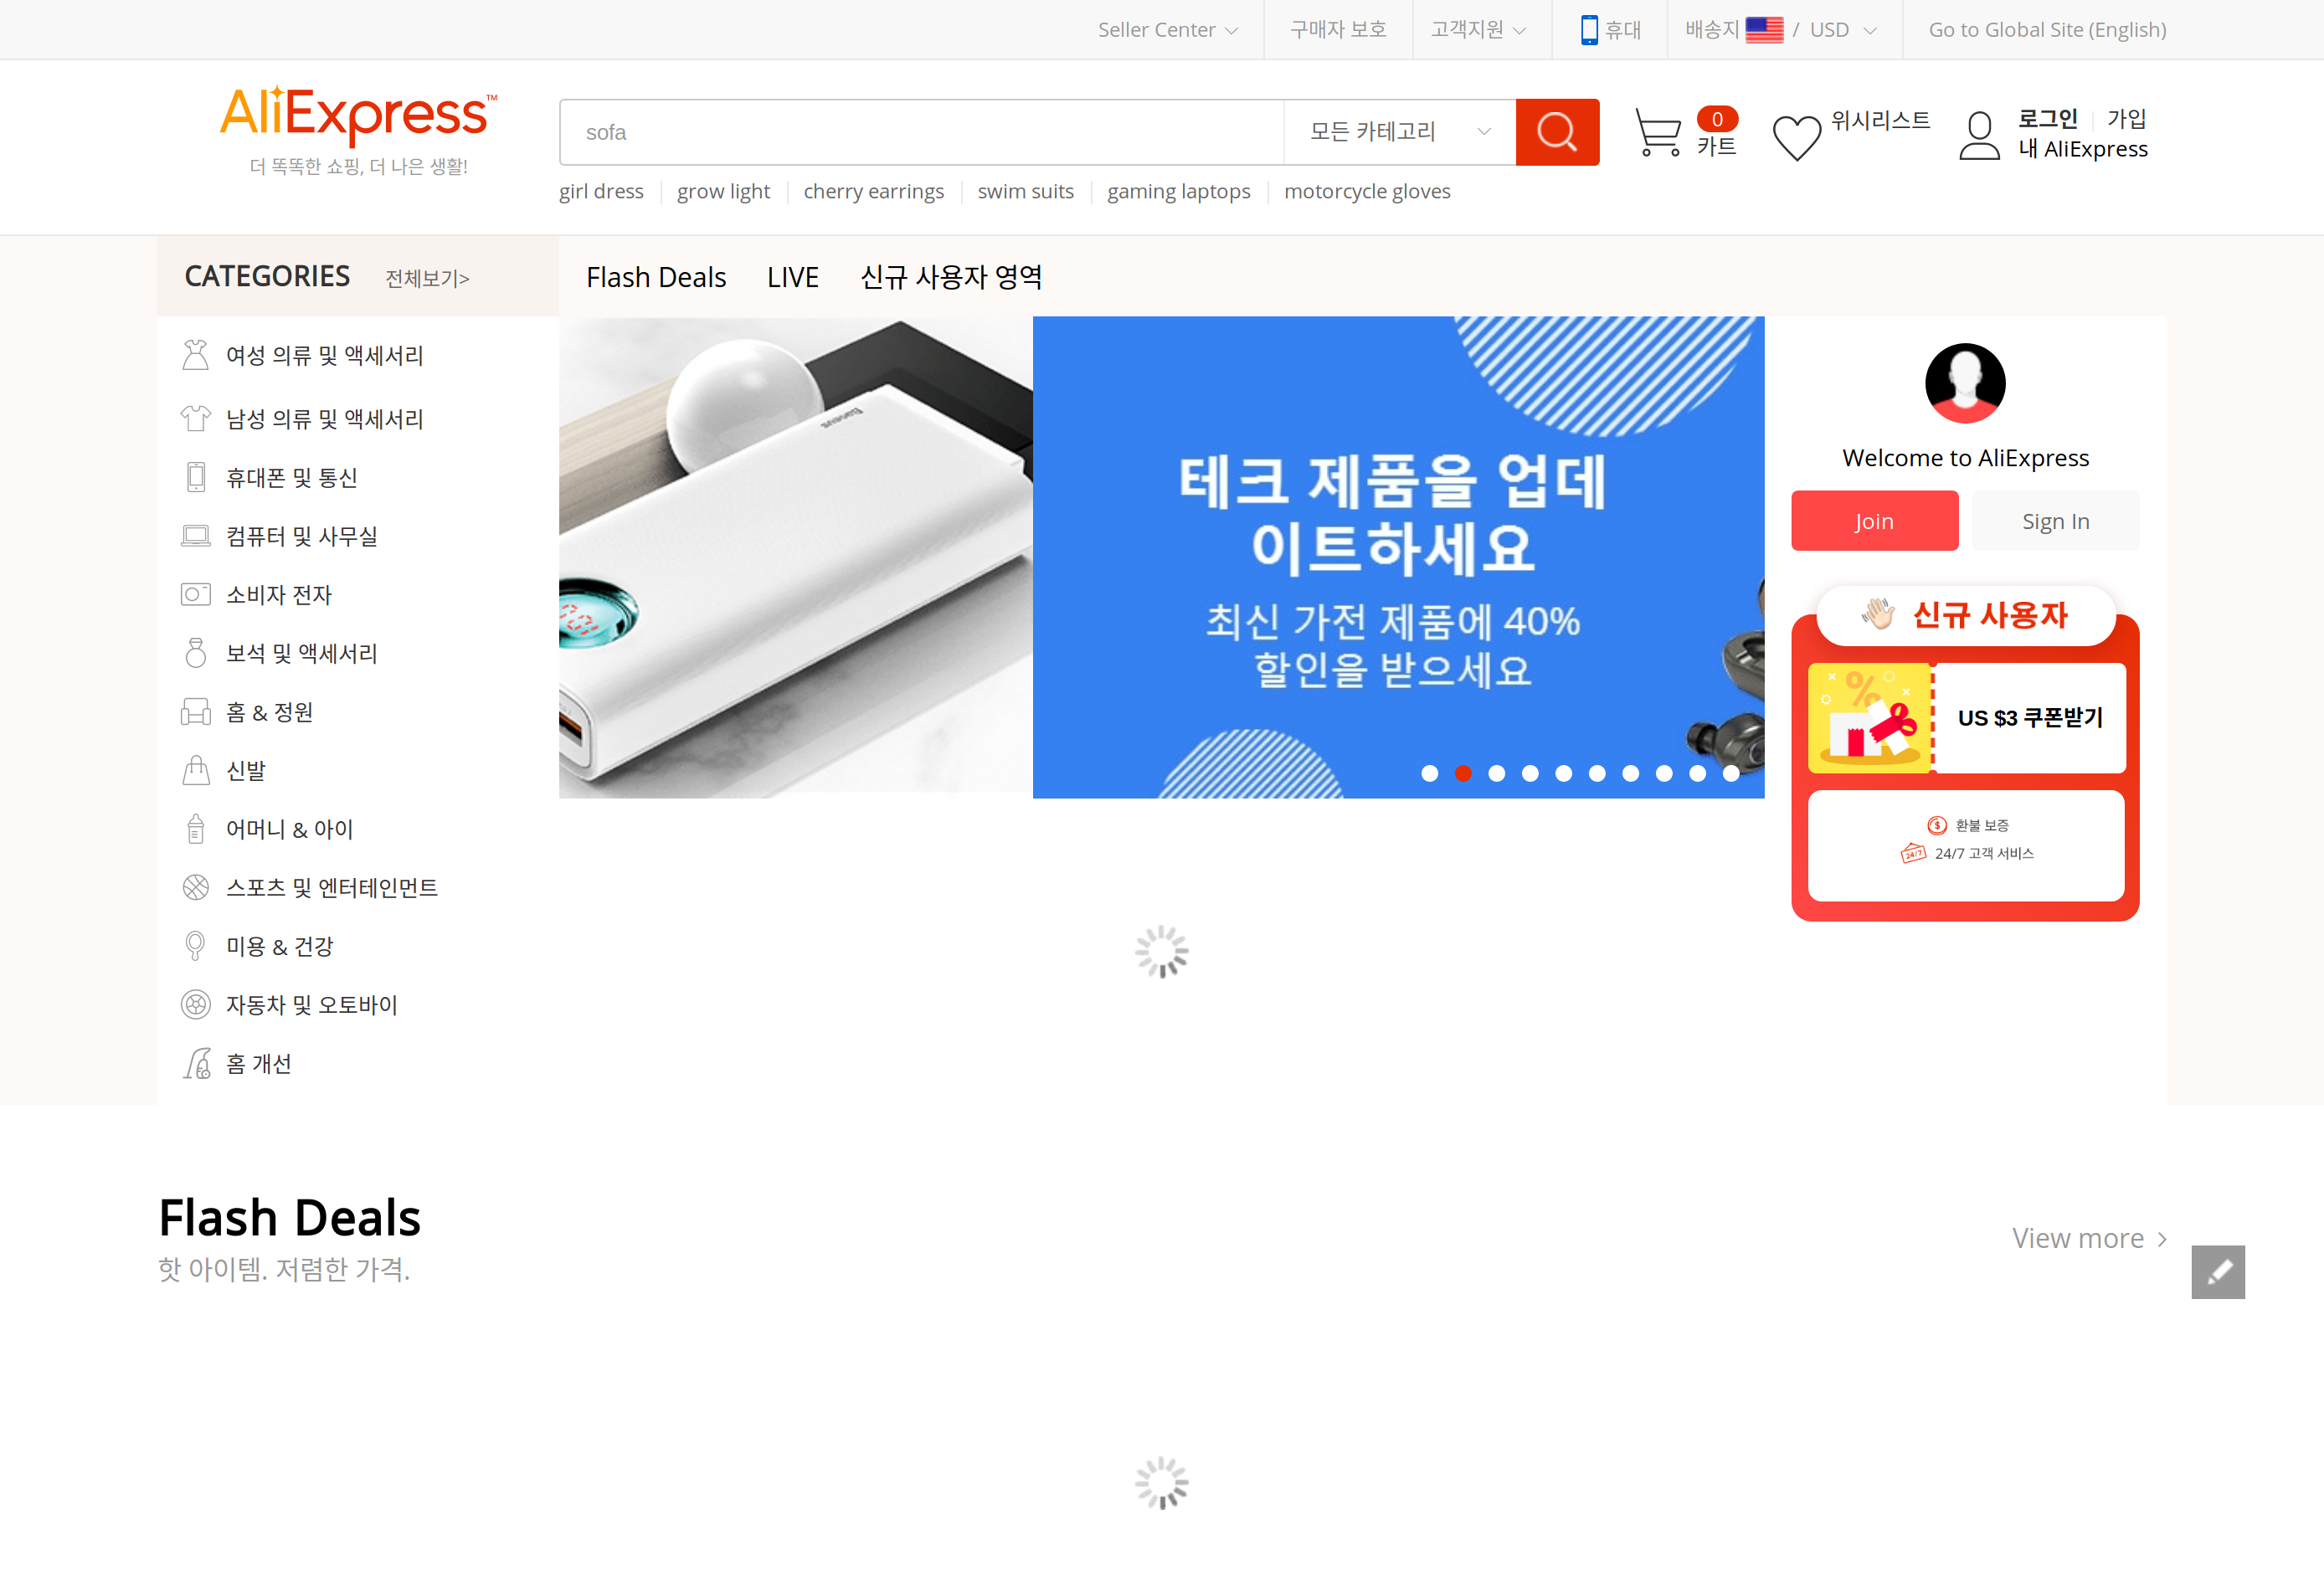 Seller Center
구매자 보호
고객지원
휴대
배송지 / USD
Go to Global Site (English)
AliExpress™
더 똑똑한 쇼핑, 더 나은 생활!
sofa
모든 카테고리
0
카트
위시리스트
로그인
가입
내 AliExpress
girl dress
grow light
cherry earrings
swim suits
gaming laptops
motorcycle gloves
CATEGORIES
전체보기>
Flash Deals
LIVE
신규 사용자 영역
여성 의류 및 액세서리
남성 의류 및 액세서리
휴대폰 및 통신
컴퓨터 및 사무실
소비자 전자
보석 및 액세서리
홈 & 정원
신발
어머니 & 아이
스포츠 및 엔터테인먼트
미용 & 건강
자동차 및 오토바이
홈 개선
Baseus
테크 제품을 업데
이트하세요
최신 가전 제품에 40%
할인을 받으세요
Welcome to AliExpress
Join
Sign In
신규 사용자
%
US $3 쿠폰받기
$
환불 보증
24/7
24/7 고객 서비스
Flash Deals
핫 아이템. 저렴한 가격.
View more